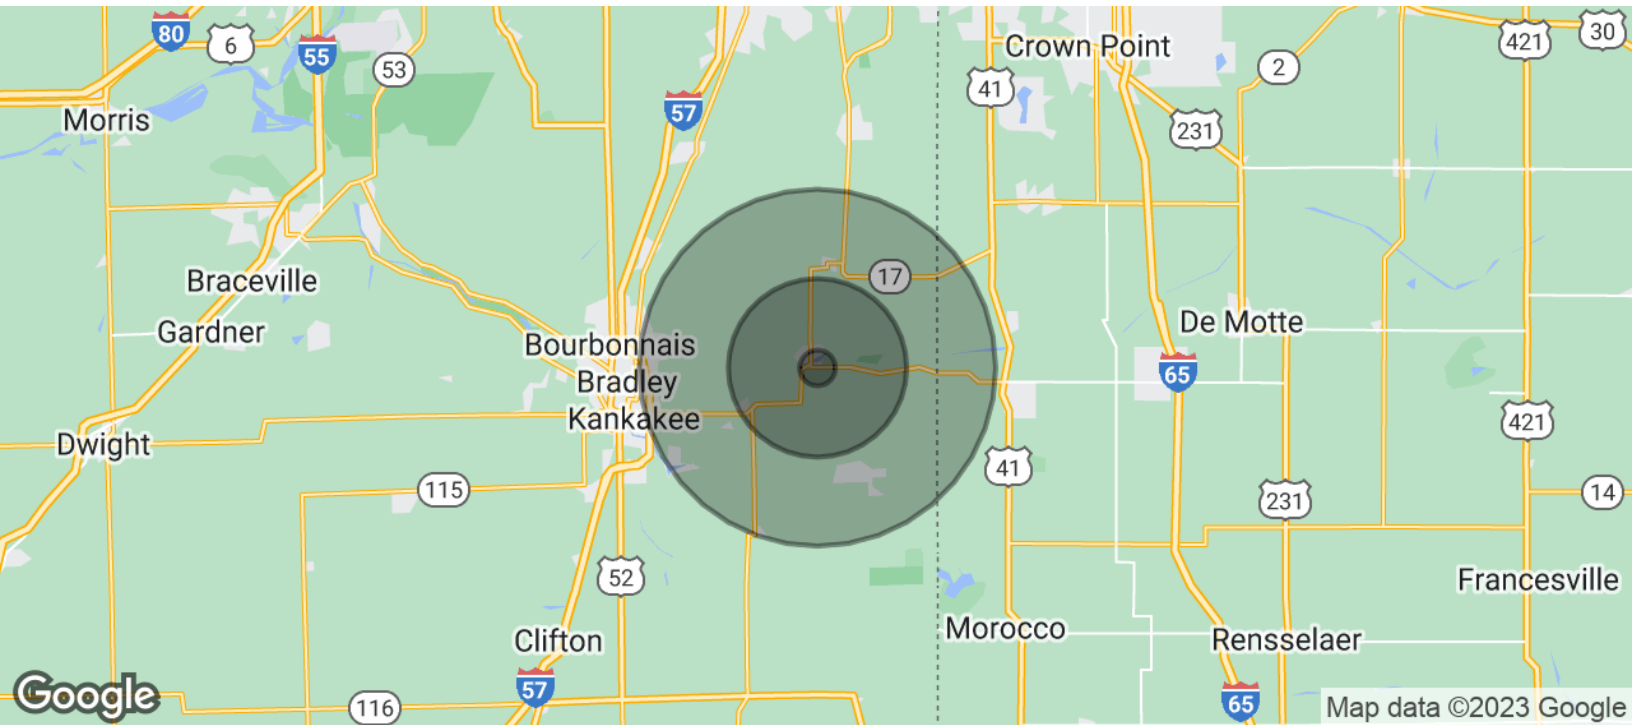 80
6
55
53
57
41
Crown Point
2
421
30
231
Morris
17
Braceville
Gardner
De Motte
Bourbonnais
Bradley
Kankakee
65
421
Dwight
115
41
231
14
52
Francesville
Clifton
Morocco
Rensselaer
57
65
116
Google
Map data ©2023 Google